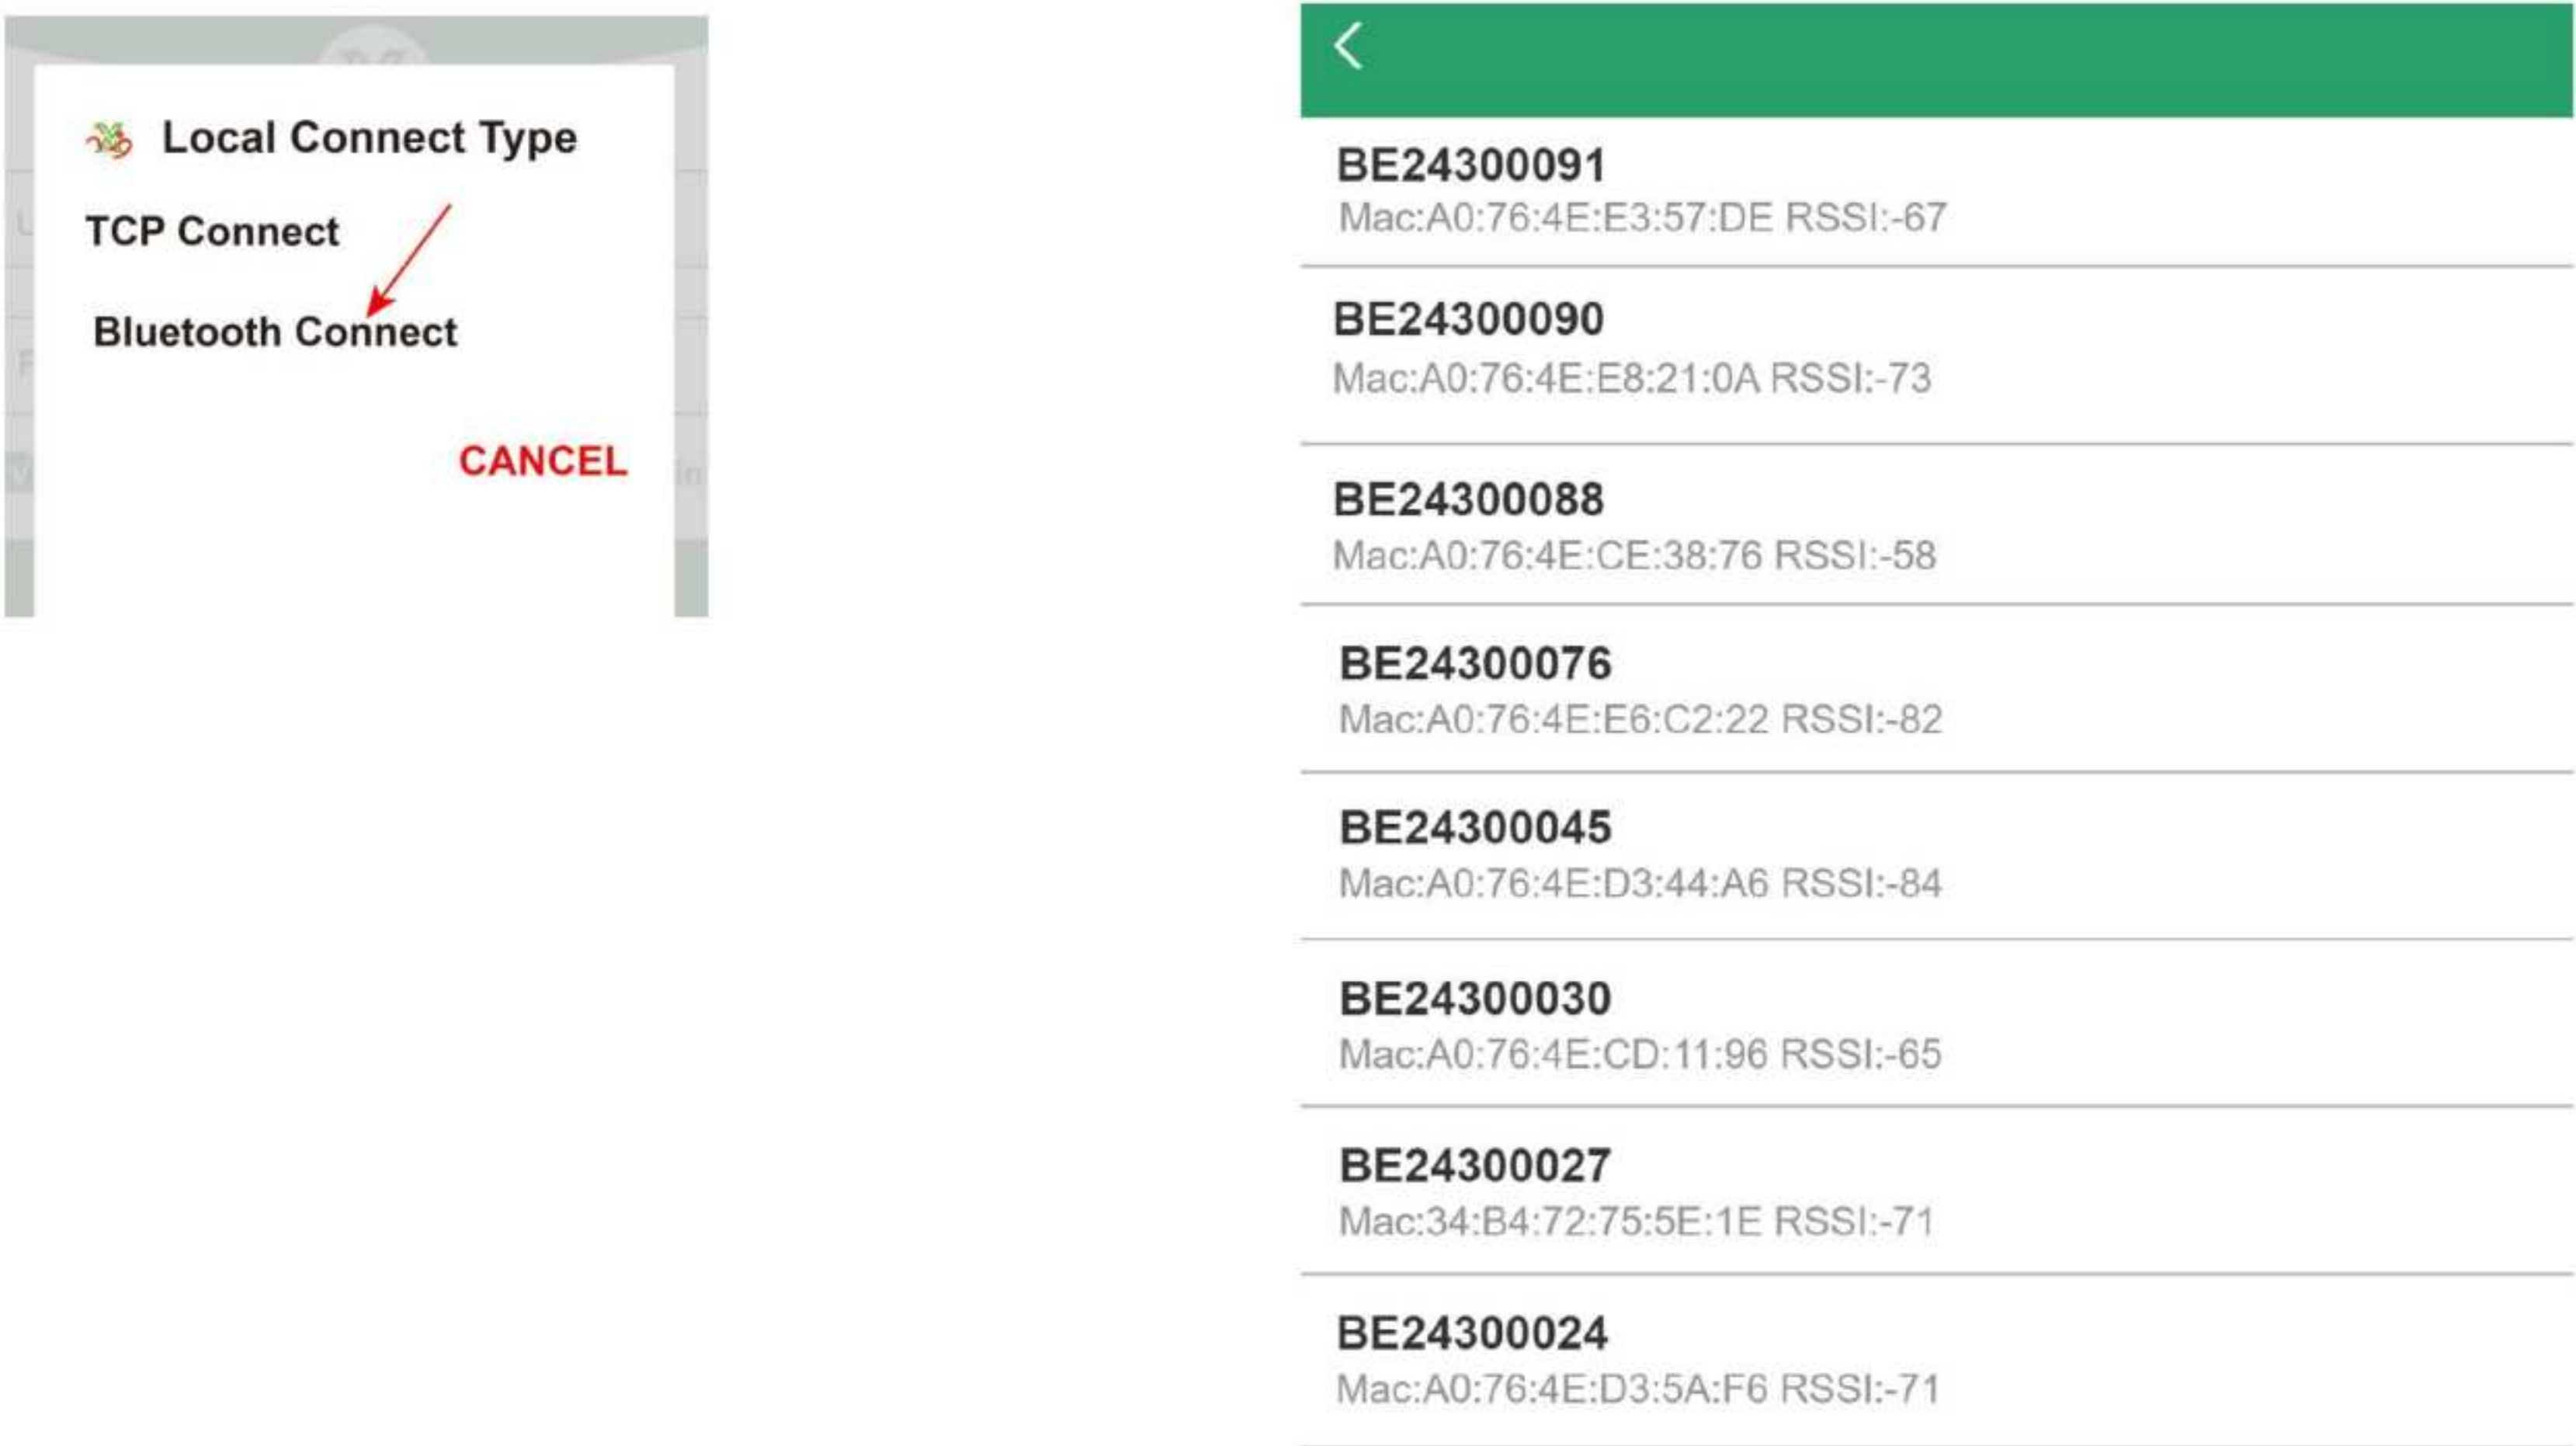 Local Connect Type
TCP Connect
Bluetooth Connect
CANCEL
in
BE24300091
Mac:A0:76:4E:E3:57:DE RSSI:-67
BE24300090
Mac:A0:76:4E:E8:21:0A RSSI:-73
BE24300088
Mac:A0:76:4E:CE:38:76 RSSI:-58
BE24300076
Mac:A0:76:4E:E6:C2:22 RSSI:-82
BE24300045
Mac:A0:76:4E:D3:44:A6 RSSI:-84
BE24300030
Mac:A0:76:4E:CD:11:96 RSSI:-65
BE24300027
Mac:34:B4:72:75:5E:1E RSSI:-71
BE24300024
Mac:A0:76:4E:D3:5A:F6 RSSI:-71